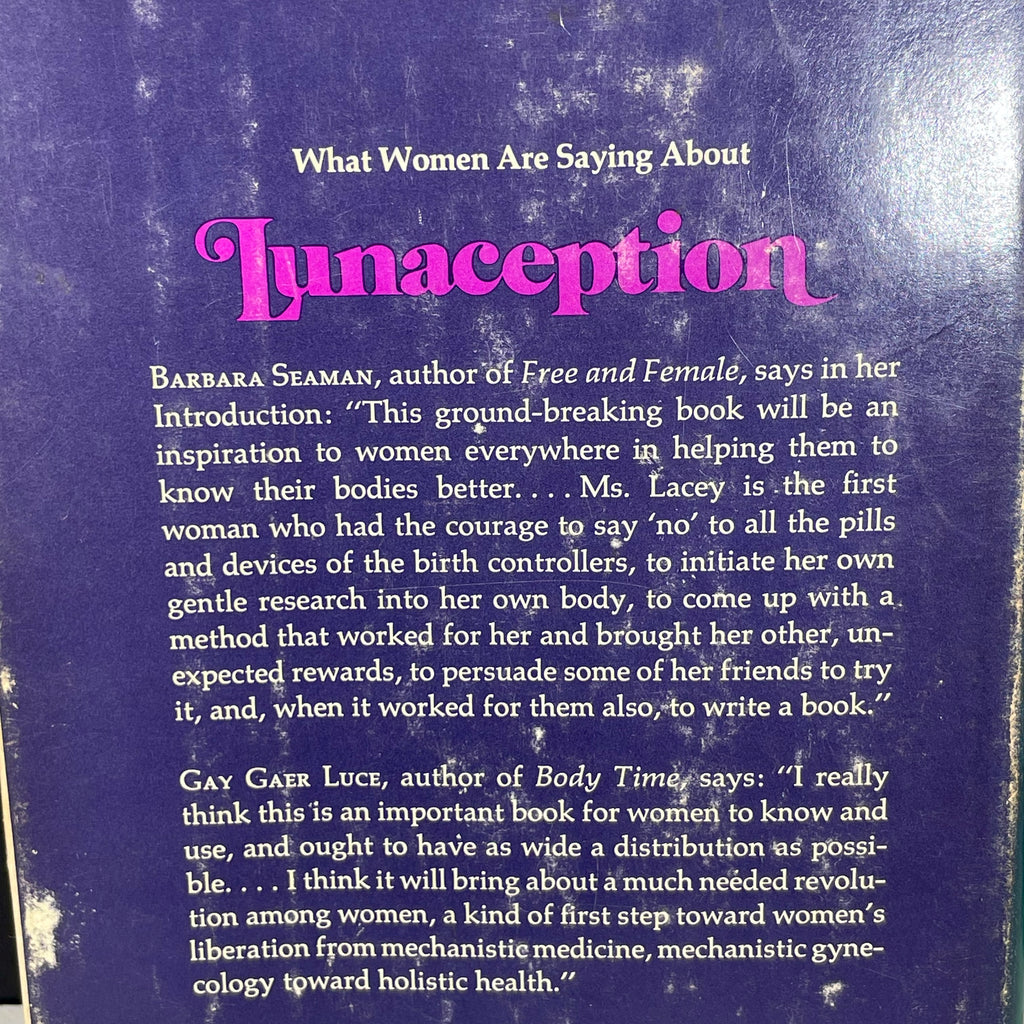 What Women Are Saying About
Lunaception
BARBARA SEAMAN, author of Free and Female, says in her
Introduction: “This ground-breaking book will be an
inspiration to women everywhere in helping them to
know their bodies better. . . . Ms. Lacey is the first
woman who had the courage to say ‘no’ to all the pills
and devices of the birth controllers, to initiate her own
gentle research into her own body, to come up with a
method that worked for her and brought her other, un-
expected rewards, to persuade some of her friends to try
it, and, when it worked for them also, to write a book.”
GAY GAER LUCE, author of Body Time, says: “I really
think this is an important book for women to know and
use, and ought to have as wide a distribution as possi-
ble. . . . I think it will bring about a much needed revolu-
tion among women, a kind of first step toward women’s
liberation from mechanistic medicine, mechanistic gyne-
cology toward holistic health.”